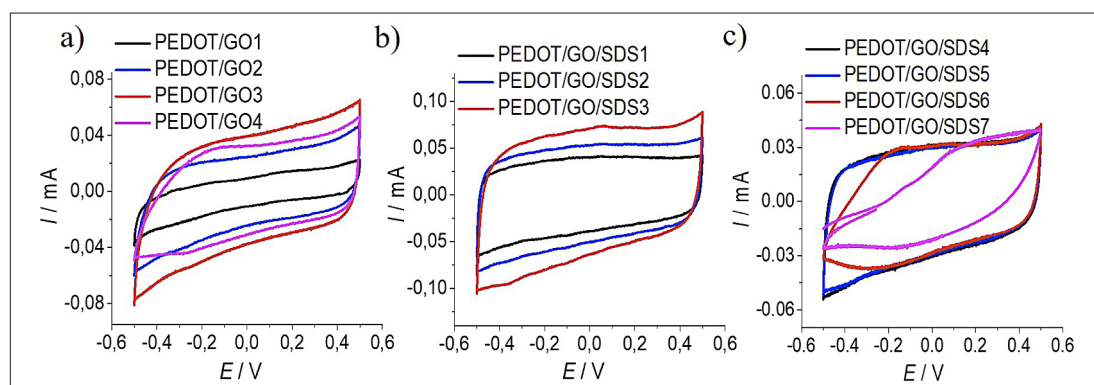 a)
PEDOT/GO1
PEDOT/GO2
PEDOT/GO3
PEDOT/GO4
0,08
0,04
0,00
-0,04
-0,08
I / mA
-0,6 -0,4 -0,2 0,0 0,2 0,4 0,6
E / V
b)
PEDOT/GO/SDS1
PEDOT/GO/SDS2
PEDOT/GO/SDS3
0,10
0,05
0,00
-0,05
-0,10
I / mA
-0,6 -0,4 -0,2 0,0 0,2 0,4 0,6
E / V
c)
PEDOT/GO/SDS4
PEDOT/GO/SDS5
PEDOT/GO/SDS6
PEDOT/GO/SDS7
0.06
0.03
0.00
-0.03
-0.06
I / mA
-0.6 -0.4 -0.2 0.0 0.2 0.4 0.6
E / V